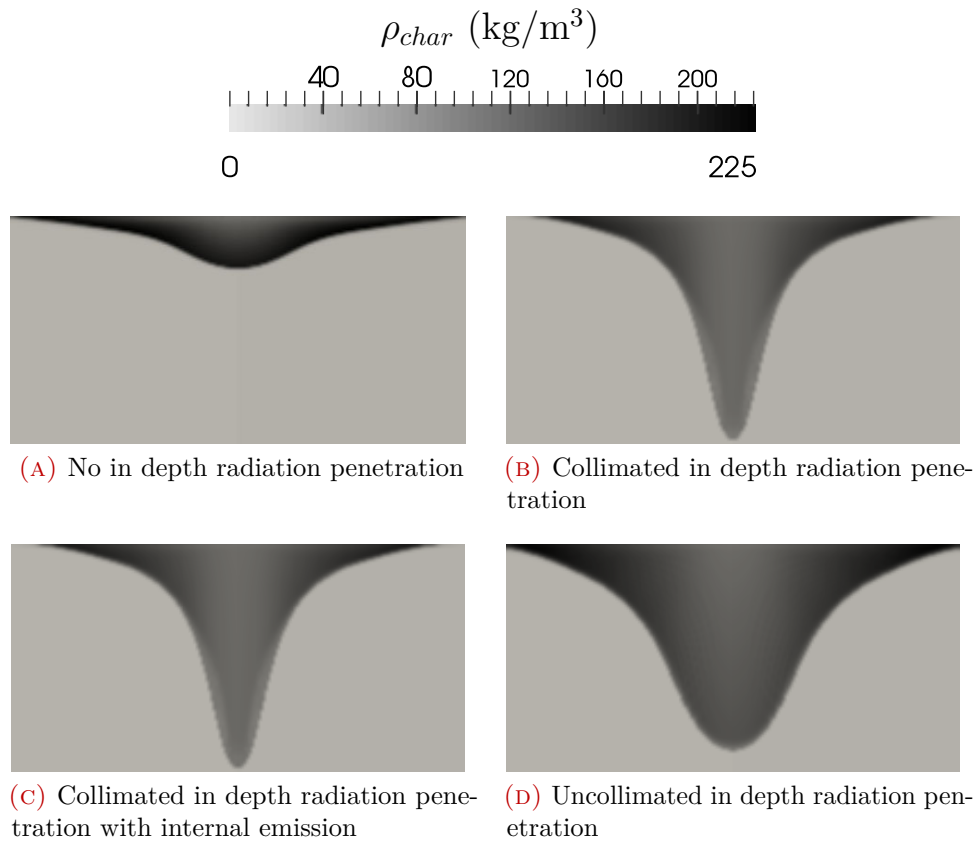 ρ_char (kg/m³)
40 80 120 160 200
0 225
(A) No in depth radiation penetration
(B) Collimated in depth radiation pene-
tration
(C) Collimated in depth radiation pene-
tration with internal emission
(D) Uncollimated in depth radiation pen-
etration